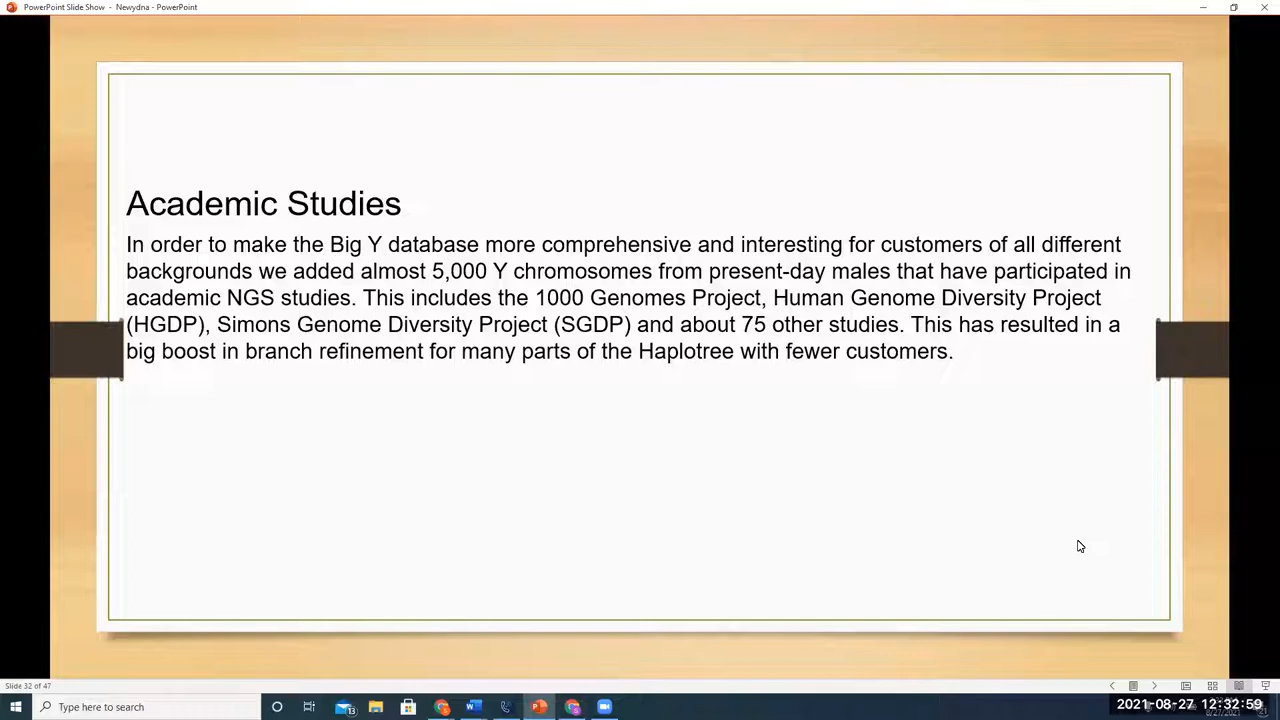 PowerPoint Slide Show - Newydna - PowerPoint
Academic Studies
In order to make the Big Y database more comprehensive and interesting for customers of all different
backgrounds we added almost 5,000 Y chromosomes from present-day males that have participated in
academic NGS studies. This includes the 1000 Genomes Project, Human Genome Diversity Project
(HGDP), Simons Genome Diversity Project (SGDP) and about 75 other studies. This has resulted in a
big boost in branch refinement for many parts of the Haplotree with fewer customers.
Slide 32 of 47
Type here to search
13
2021-08-27 12:32:59